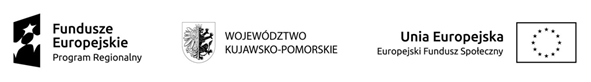 Fundusze
Europejskie
Program Regionalny
WOJEWÓDZTWO
KUJAWSKO-POMORSKIE
Unia Europejska
Europejski Fundusz Społeczny